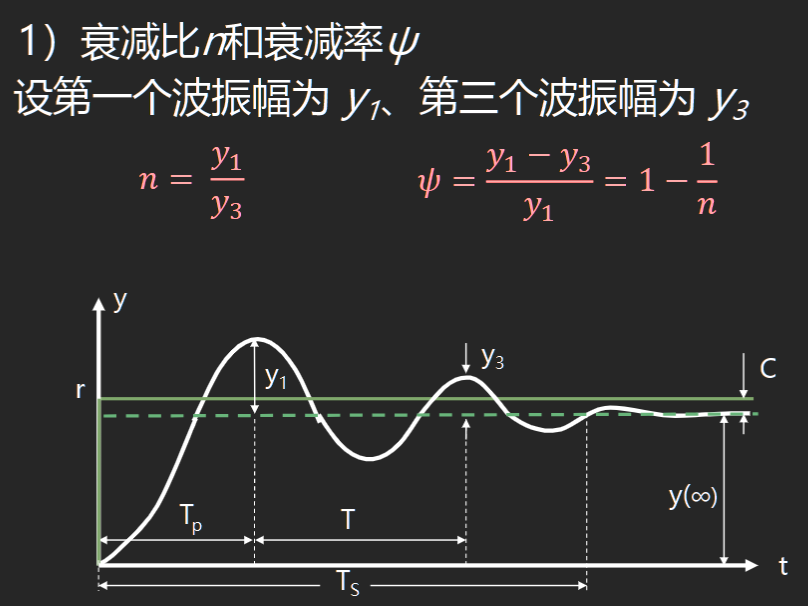 1）衰减比n和衰减率ψ
设第一个波振幅为 y₁、第三个波振幅为 y₃
n = y₁/y₃
ψ = (y₁ − y₃)/y₁ = 1 − 1/n
y
y₃
C
y₁
r
y(∞)
Tₚ
T
t
Tₛ